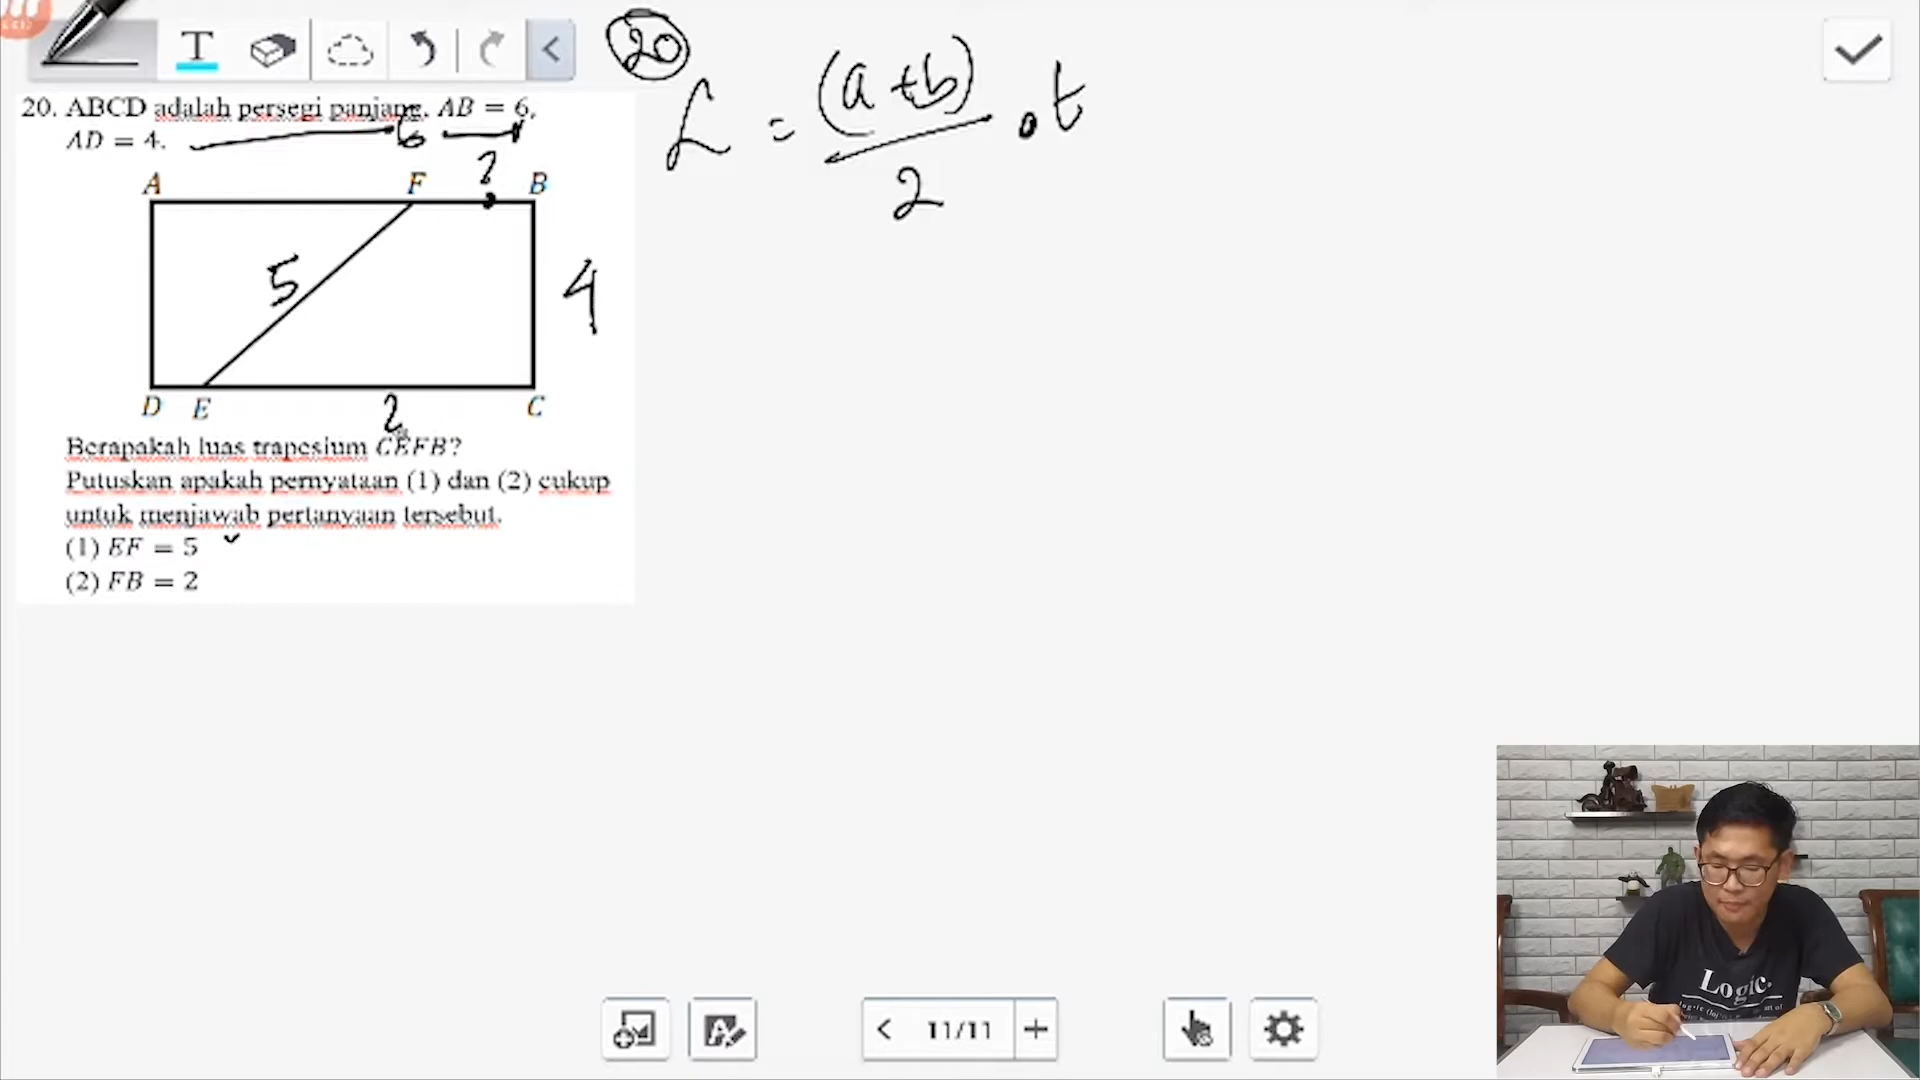 T
20
20. ABCD adalah persegi panjang. AB = 6,
AD = 4.
6
?
L = (a+b)/2 . t
A F B
5
4
D E C
?
Berapakah luas trapesium CEFB?
Putuskan apakah pernyataan (1) dan (2) cukup
untuk menjawab pertanyaan tersebut.
(1) EF = 5
(2) FB = 2
11/11
Logic.